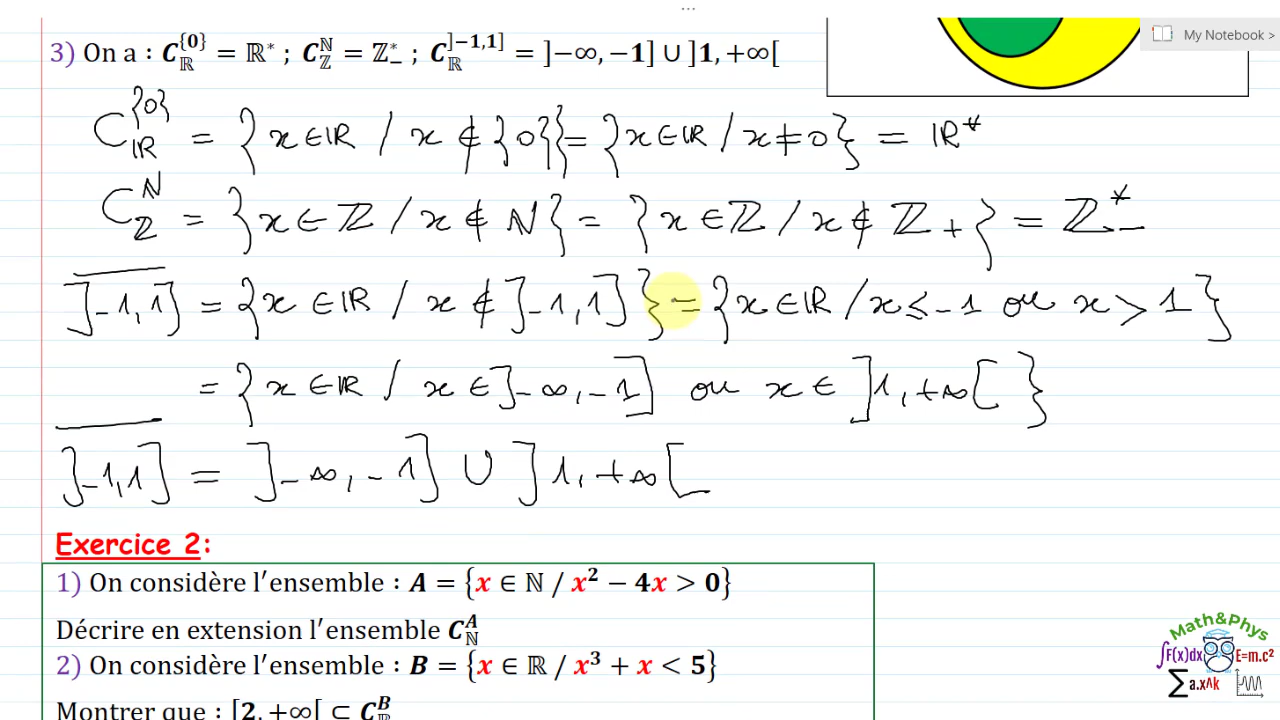 ...
My Notebook >
3) On a : C_ℝ^{0} = ℝ* ; C_ℤ^ℕ = ℤ*₋ ; C_ℝ^]−1,1] = ]−∞, −1] ∪ ]1, +∞[
C_ℝ^{0} = {x ∈ ℝ / x ∉ {0}} = {x ∈ ℝ / x ≠ 0} = ℝ*
C_ℤ^ℕ = {x ∈ ℤ / x ∉ ℕ} = {x ∈ ℤ / x ∉ ℤ₊} = ℤ*₋
\overline{]−1,1]} = {x ∈ ℝ / x ∉ ]−1,1]} = {x ∈ ℝ / x ≤ −1 ou x > 1}
= {x ∈ ℝ / x ∈ ]−∞, −1] ou x ∈ ]1, +∞[ }
\overline{]−1,1]} = ]−∞, −1] ∪ ]1, +∞[
Exercice 2:
1) On considère l'ensemble : A = {x ∈ ℕ / x² − 4x > 0}
Décrire en extension l'ensemble C_ℕ^A
2) On considère l'ensemble : B = {x ∈ ℝ / x³ + x < 5}
Montrer que : [2, +∞[ ⊂ C_ℝ^B
Math&Phys
∫F(x)dx E=m.c²
∑ a.x∧k